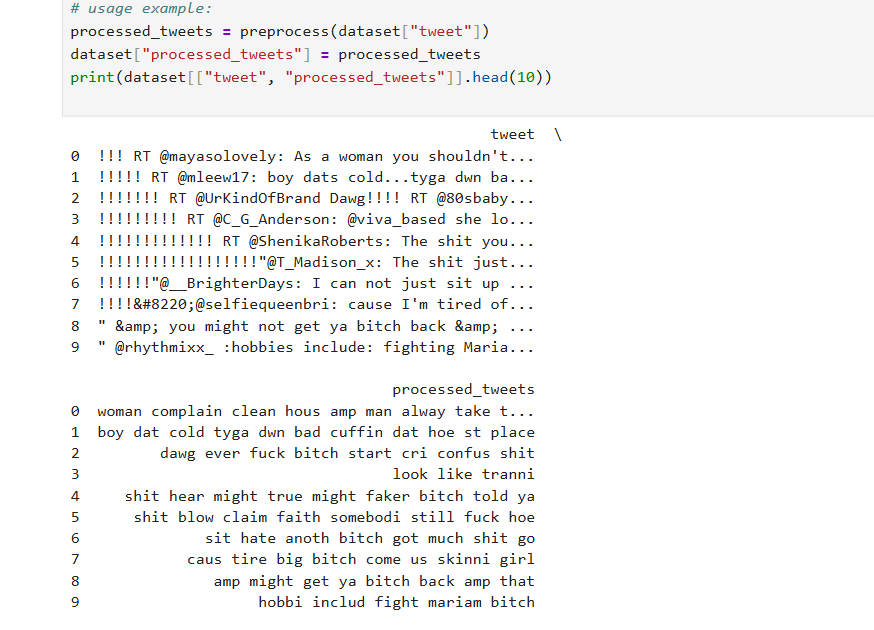 # usage example:
processed_tweets = preprocess(dataset["tweet"])
dataset["processed_tweets"] = processed_tweets
print(dataset[["tweet", "processed_tweets"]].head(10))
tweet \
0 !!! RT @mayasolovely: As a woman you shouldn't...
1 !!!!! RT @mleew17: boy dats cold...tyga dwn ba...
2 !!!!!!! RT @UrKindOfBrand Dawg!!!! RT @80sbaby...
3 !!!!!!!!! RT @C_G_Anderson: @viva_based she lo...
4 !!!!!!!!!!!!! RT @ShenikaRoberts: The shit you...
5 !!!!!!!!!!!!!!!!!!"@T_Madison_x: The shit just...
6 !!!!!!"@__BrighterDays: I can not just sit up ...
7 !!!!&#8220;@selfiequeenbri: cause I'm tired of...
8 " &amp; you might not get ya bitch back &amp; ...
9 " @rhythmixx_ :hobbies include: fighting Maria...
processed_tweets
0 woman complain clean hous amp man alway take t...
1 boy dat cold tyga dwn bad cuffin dat hoe st place
2 dawg ever fuck bitch start cri confus shit
3 look like tranni
4 shit hear might true might faker bitch told ya
5 shit blow claim faith somebodi still fuck hoe
6 sit hate anoth bitch got much shit go
7 caus tire big bitch come us skinni girl
8 amp might get ya bitch back amp that
9 hobbi includ fight mariam bitch